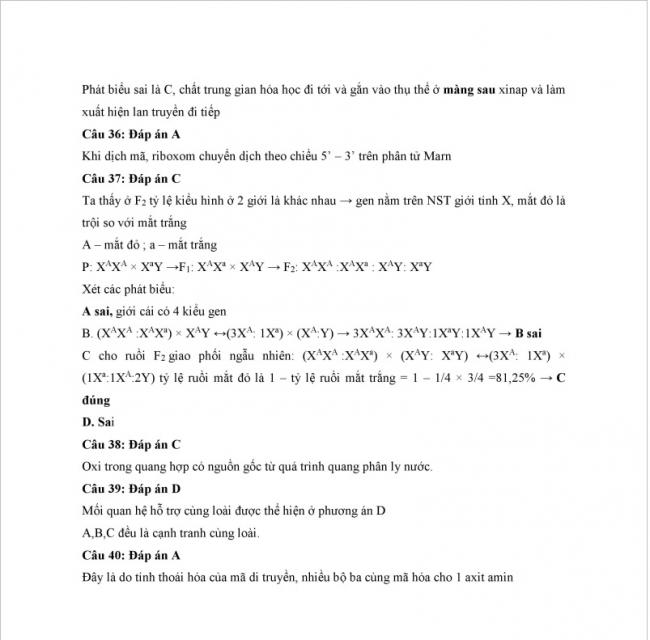 Phát biểu sai là C, chất trung gian hóa học đi tới và gắn vào thụ thể ở màng sau xinap và làm
xuất hiện lan truyền đi tiếp
Câu 36: Đáp án A
Khi dịch mã, riboxom chuyển dịch theo chiều 5’ – 3’ trên phân tử Marn
Câu 37: Đáp án C
Ta thấy ở F₂ tỷ lệ kiểu hình ở 2 giới là khác nhau → gen nằm trên NST giới tính X, mắt đỏ là
trội so với mắt trắng
A – mắt đỏ ; a – mắt trắng
P: XᴬXᴬ × XᵃY →F₁: XᴬXᵃ × XᴬY → F₂: XᴬXᴬ :XᴬXᵃ : XᴬY: XᵃY
Xét các phát biểu:
A sai, giới cái có 4 kiểu gen
B. (XᴬXᴬ :XᴬXᵃ) × XᴬY ↔(3Xᴬ: 1Xᵃ) × (Xᴬ:Y) → 3XᴬXᴬ: 3XᴬY:1XᵃY:1XᴬY → B sai
C cho ruồi F₂ giao phối ngẫu nhiên: (XᴬXᴬ :XᴬXᵃ) × (XᴬY: XᵃY) ↔(3Xᴬ: 1Xᵃ) ×
(1Xᵃ:1Xᴬ:2Y) tỷ lệ ruồi mắt đỏ là 1 – tỷ lệ ruồi mắt trắng = 1 – 1/4 × 3/4 =81,25% → C
đúng
D. Sai
Câu 38: Đáp án C
Oxi trong quang hợp có nguồn gốc từ quá trình quang phân ly nước.
Câu 39: Đáp án D
Mối quan hệ hỗ trợ cùng loài được thể hiện ở phương án D
A,B,C đều là cạnh tranh cùng loài.
Câu 40: Đáp án A
Đây là do tính thoái hóa của mã di truyền, nhiều bộ ba cùng mã hóa cho 1 axit amin